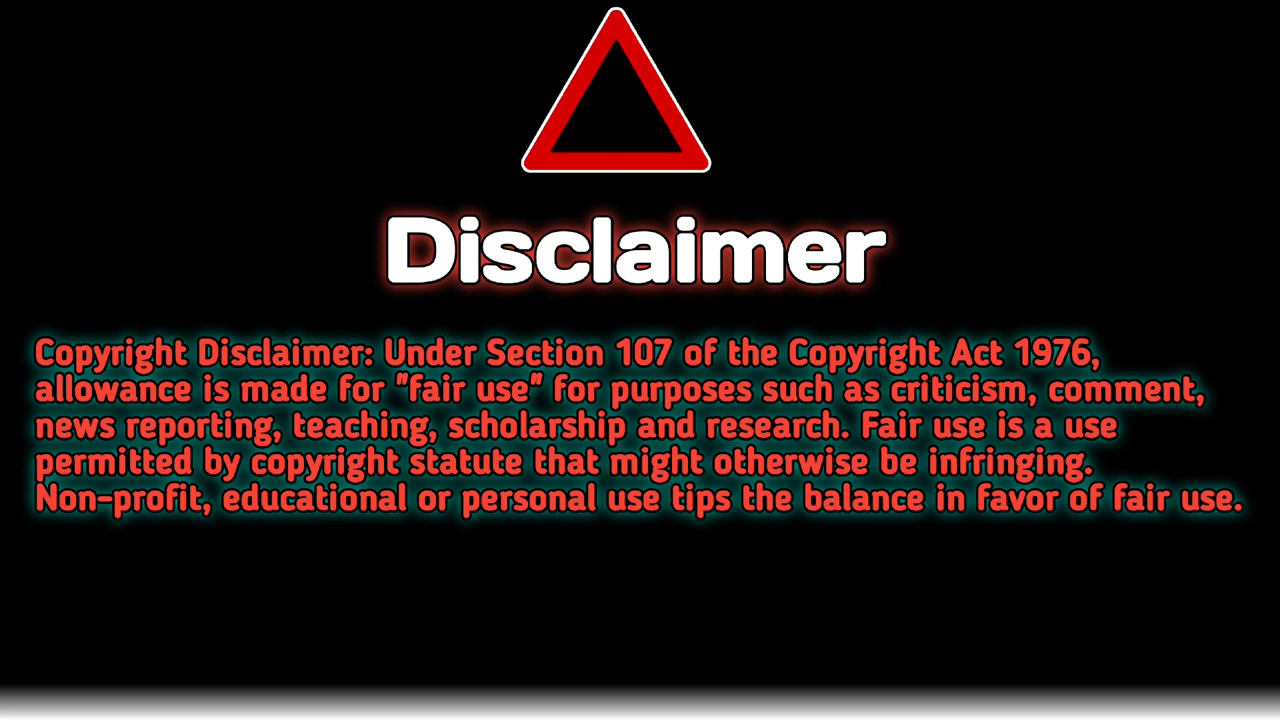 Disclaimer
Copyright Disclaimer: Under Section 107 of the Copyright Act 1976,
allowance is made for "fair use" for purposes such as criticism, comment,
news reporting, teaching, scholarship and research. Fair use is a use
permitted by copyright statute that might otherwise be infringing.
Non-profit, educational or personal use tips the balance in favor of fair use.